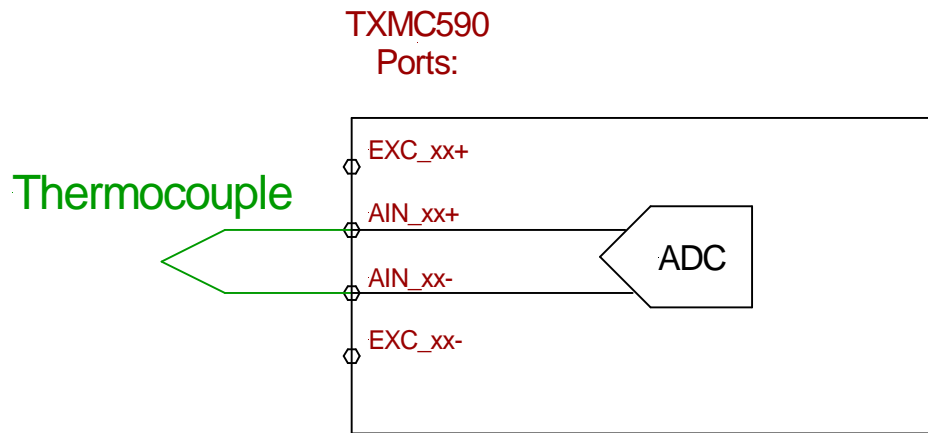 TXMC590
Ports:
EXC_xx+
Thermocouple
AIN_xx+
ADC
AIN_xx-
EXC_xx-